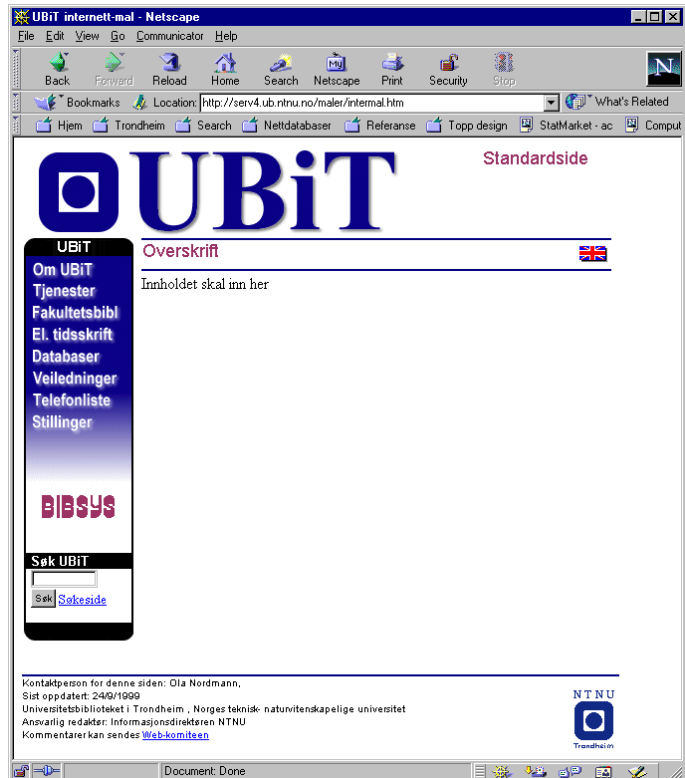 UBiT internett-mal - Netscape
File Edit View Go Communicator Help
Back Forward Reload Home Search Netscape Print Security Stop
My
N
Bookmarks Location: http://serv4.ub.ntnu.no/maler/intermal.htm What's Related
Hjem Trondheim Search Nettdatabaser Referanse Topp design StatMarket - ac Comput
UBiT
Standardside
UBiT
Om UBiT
Tjenester
Fakultetsbibl
El. tidsskrift
Databaser
Veiledninger
Telefonliste
Stillinger
BIBSYS
Søk UBiT
Søk Søkeside
Overskrift
Innholdet skal inn her
Kontaktperson for denne siden: Ola Nordmann,
Sist oppdatert: 24/9/1999
Universitetsbiblioteket i Trondheim , Norges teknisk- naturvitenskapelige universitet
Ansvarlig redaktør: Informasjonsdirektøren NTNU
Kommentarer kan sendes Web-komiteen
NTNU
Trondheim
Document: Done